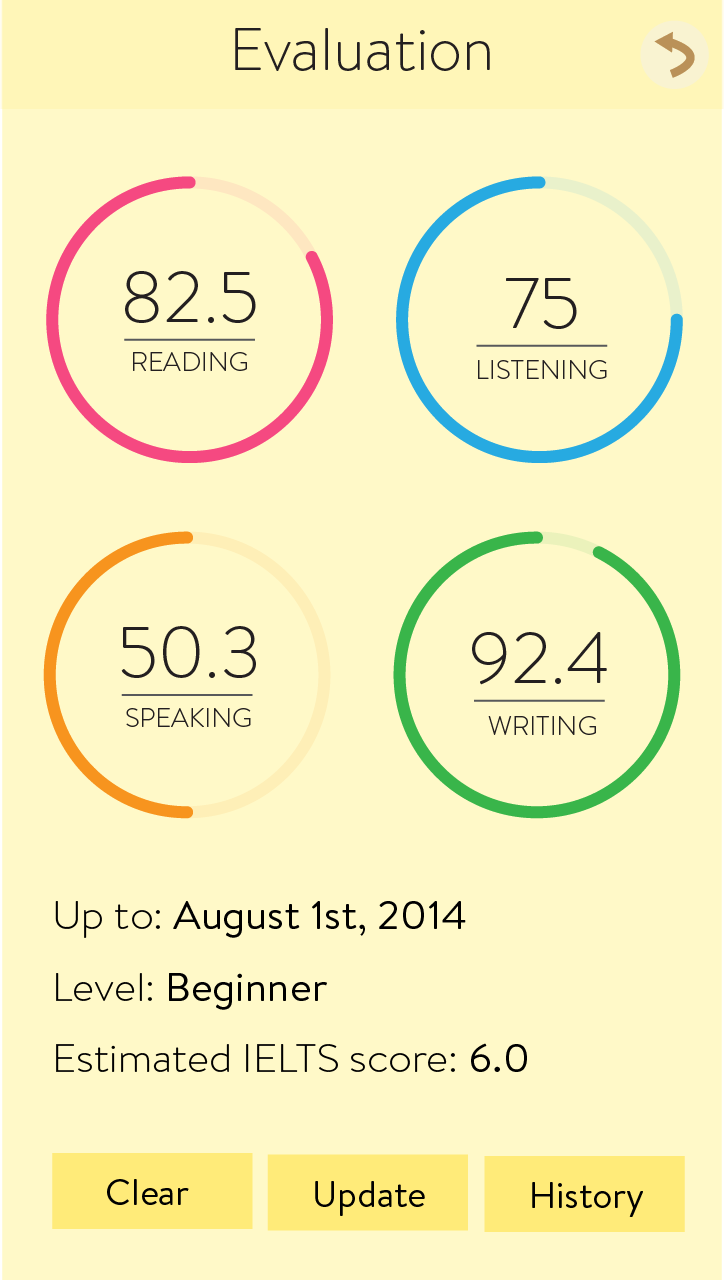 Evaluation
82.5
READING
75
LISTENING
50.3
SPEAKING
92.4
WRITING
Up to: August 1st, 2014
Level: Beginner
Estimated IELTS score: 6.0
Clear
Update
History